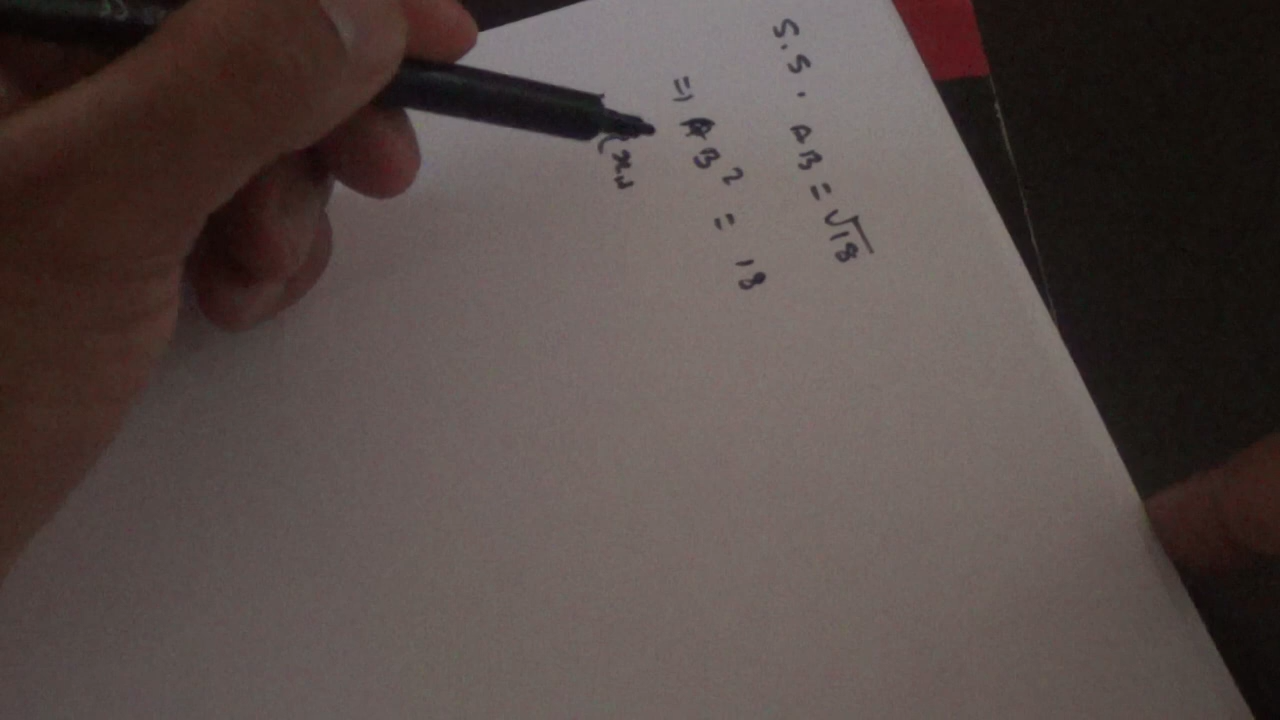 S.S. AB = √18
⇒ AB² = 18
(x